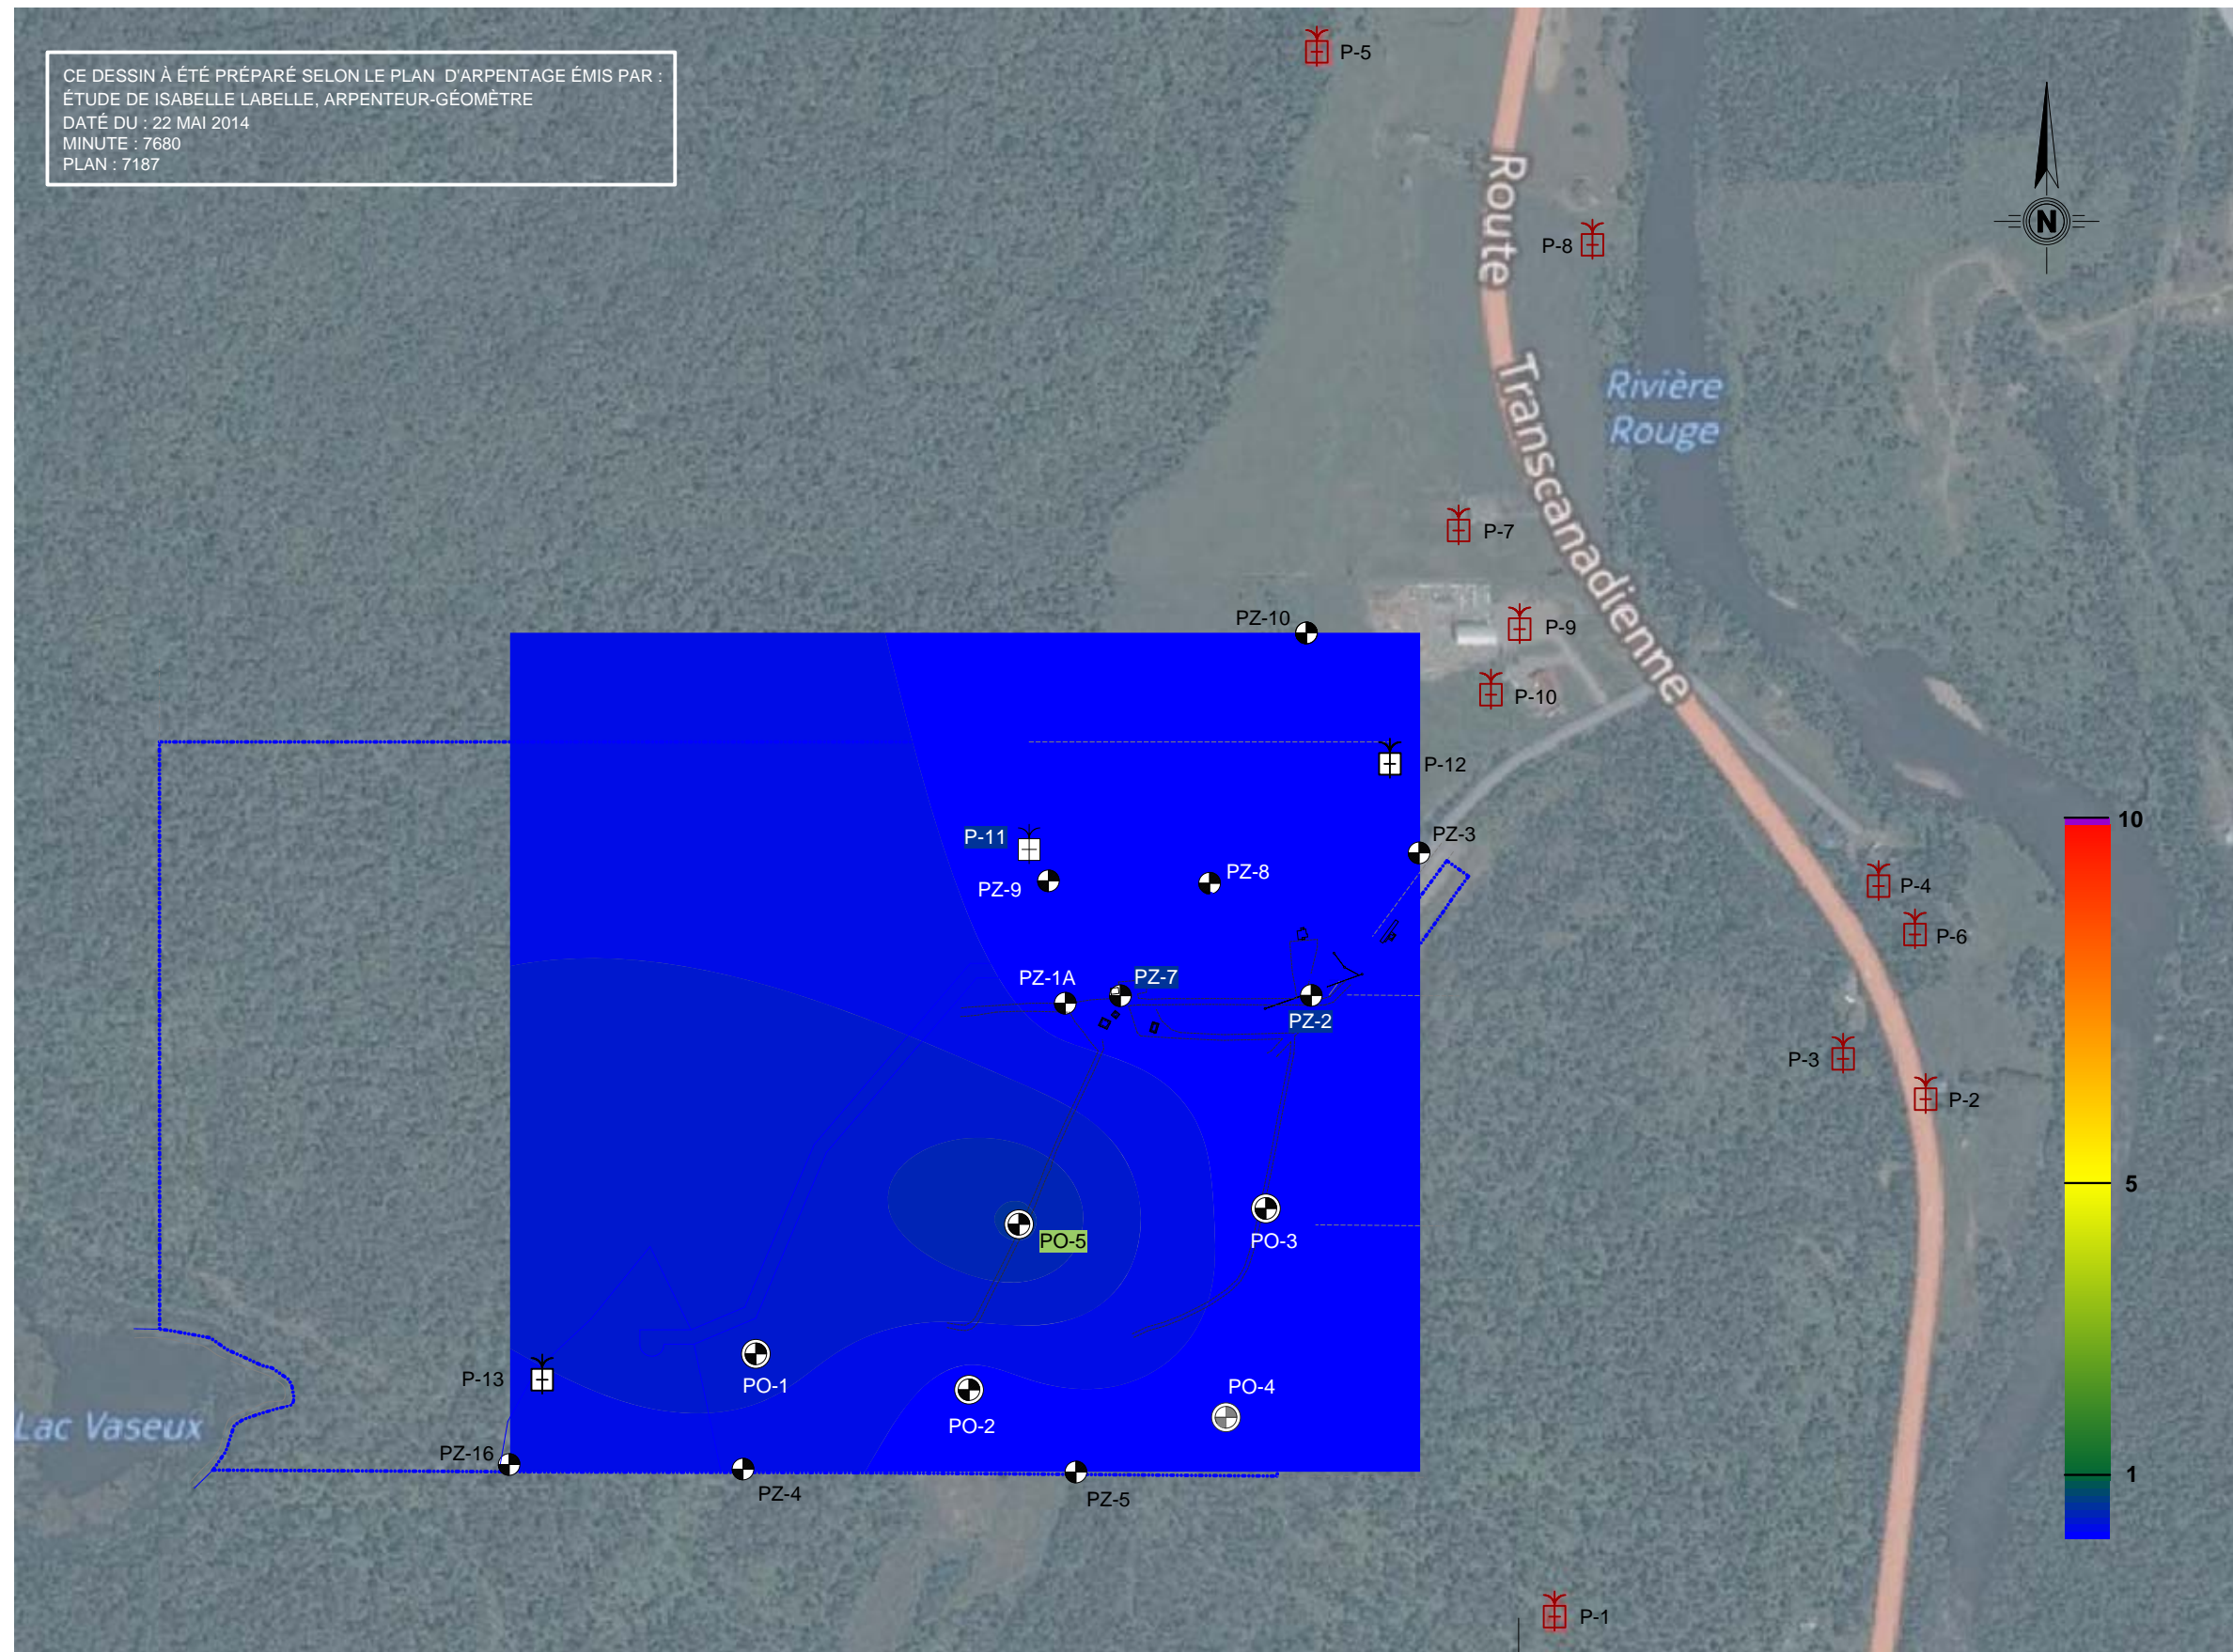 CE DESSIN À ÉTÉ PRÉPARÉ SELON LE PLAN D'ARPENTAGE ÉMIS PAR :
ÉTUDE DE ISABELLE LABELLE, ARPENTEUR-GÉOMÈTRE
DATÉ DU : 22 MAI 2014
MINUTE : 7680
PLAN : 7187
P-5
N
Route
P-8
Transcanadienne
Rivière
Rouge
P-7
PZ-10
P-9
P-10
P-12
10
P-11
PZ-3
PZ-9
PZ-8
P-4
P-6
PZ-1A
PZ-7
PZ-2
P-3
P-2
5
PO-5
PO-3
P-13
PO-1
PO-4
PO-2
Lac Vaseux
PZ-16
1
PZ-4
PZ-5
P-1